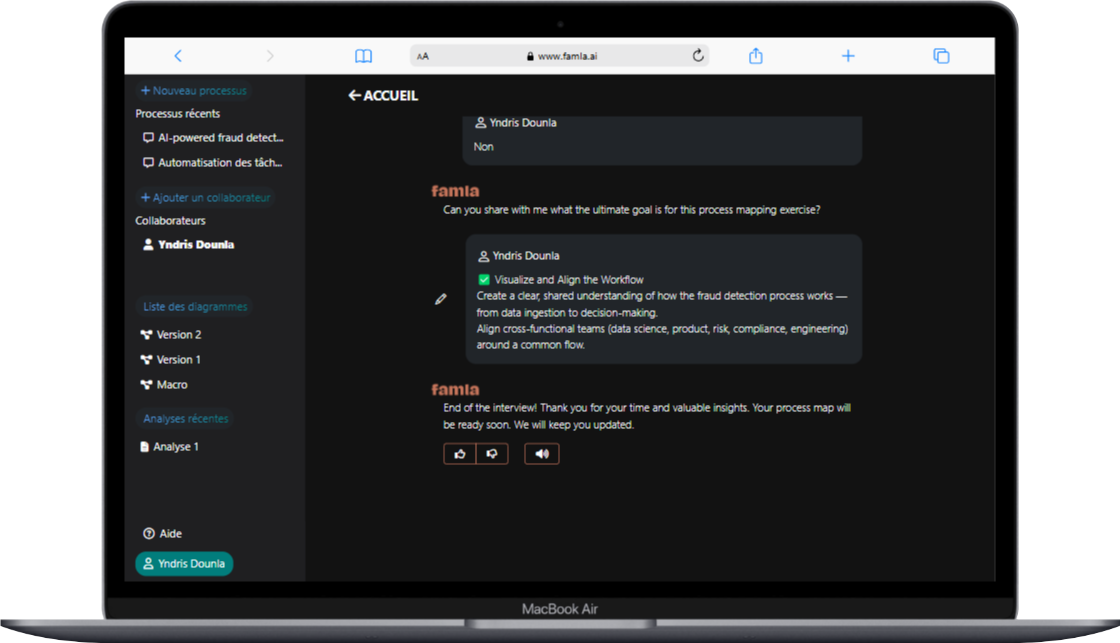 AA
www.famla.ai
+ Nouveau processus
Processus récents
AI-powered fraud detect...
Automatisation des tâch...
+ Ajouter un collaborateur
Collaborateurs
Yndris Dounla
Liste des diagrammes
Version 2
Version 1
Macro
Analyses récentes
Analyse 1
Aide
Yndris Dounla
← ACCUEIL
Yndris Dounla
Non
famla
Can you share with me what the ultimate goal is for this process mapping exercise?
Yndris Dounla
✅ Visualize and Align the Workflow
Create a clear, shared understanding of how the fraud detection process works —
from data ingestion to decision-making.
Align cross-functional teams (data science, product, risk, compliance, engineering)
around a common flow.
famla
End of the interview! Thank you for your time and valuable insights. Your process map will
be ready soon. We will keep you updated.
MacBook Air